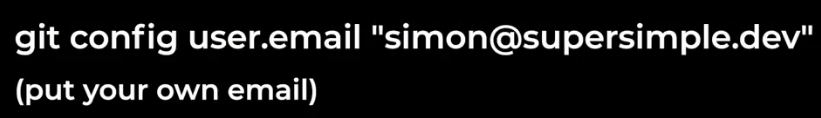 git config user.email "simon@supersimple.dev"
(put your own email)